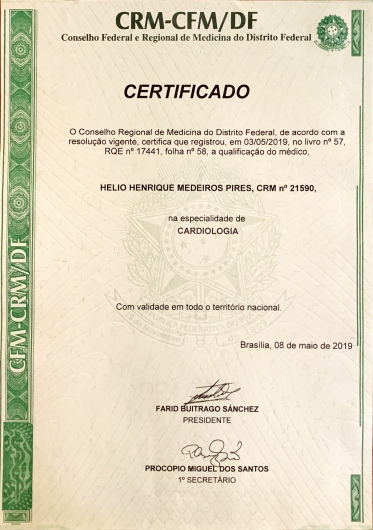 CRM-CFM/DF
Conselho Federal e Regional de Medicina do Distrito Federal
CERTIFICADO
O Conselho Regional de Medicina do Distrito Federal, de acordo com a
resolução vigente, certifica que registrou, em 03/05/2019, no livro nº 57,
RQE nº 17441, folha nº 58, a qualificação do médico,
HELIO HENRIQUE MEDEIROS PIRES, CRM nº 21590,
na especialidade de
CARDIOLOGIA
Com validade em todo o território nacional.
Brasília, 08 de maio de 2019
FARID BUITRAGO SÁNCHEZ
PRESIDENTE
PROCOPIO MIGUEL DOS SANTOS
1º SECRETÁRIO
CFM-CRM/DF